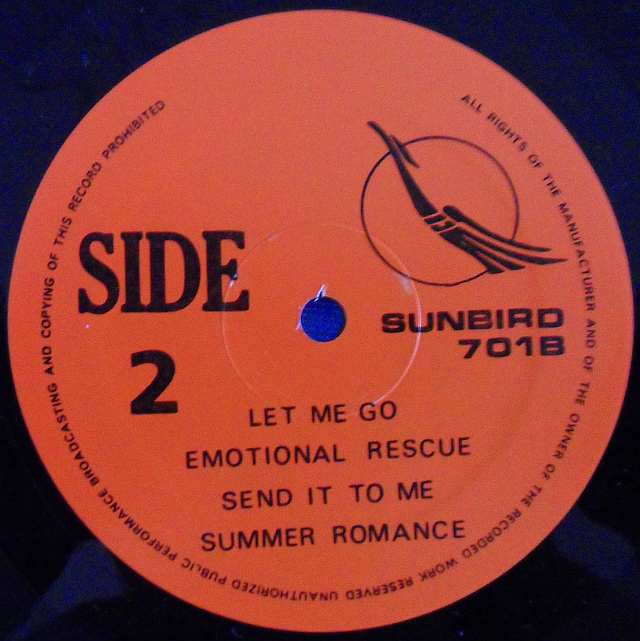 SIDE
2
SUNBIRD
701B
LET ME GO
EMOTIONAL RESCUE
SEND IT TO ME
SUMMER ROMANCE
ALL RIGHTS OF THE MANUFACTURER AND OF THE OWNER OF THE RECORDED WORK RESERVED UNAUTHORIZED PUBLIC PERFORMANCE BROADCASTING AND COPYING OF THIS RECORD PROHIBITED